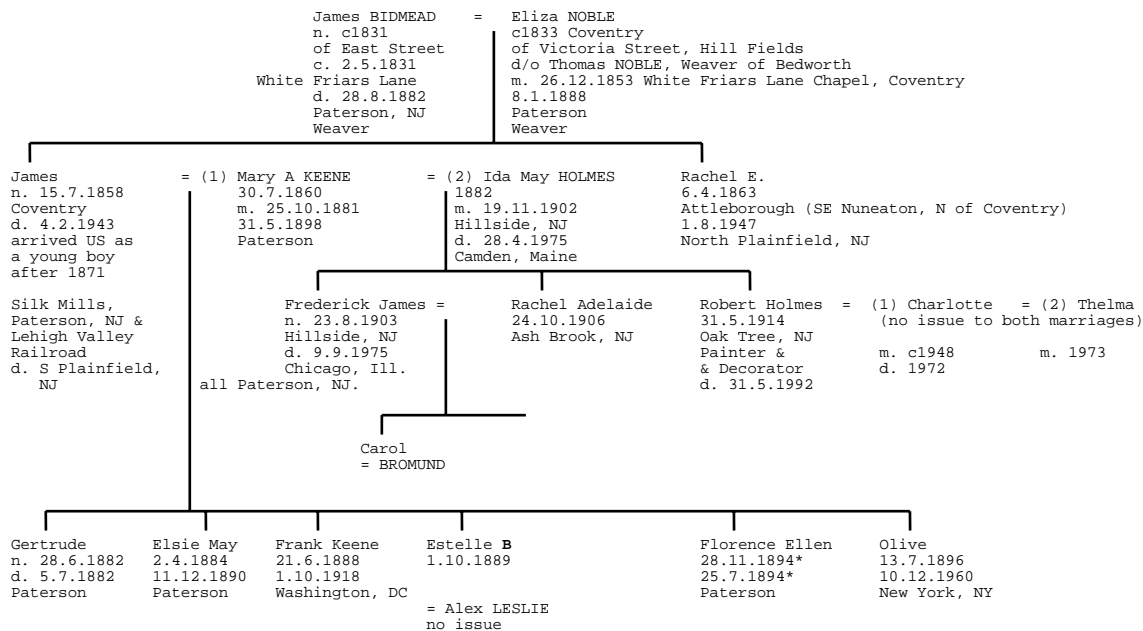 James BIDMEAD = Eliza NOBLE
n. c1831 c1833 Coventry
of East Street of Victoria Street, Hill Fields
c. 2.5.1831 d/o Thomas NOBLE, Weaver of Bedworth
White Friars Lane m. 26.12.1853 White Friars Lane Chapel, Coventry
d. 28.8.1882 8.1.1888
Paterson, NJ Paterson
Weaver Weaver
James = (1) Mary A KEENE = (2) Ida May HOLMES Rachel E.
n. 15.7.1858 30.7.1860 1882 6.4.1863
Coventry m. 25.10.1881 m. 19.11.1902 Attleborough (SE Nuneaton, N of Coventry)
d. 4.2.1943 31.5.1898 Hillside, NJ 1.8.1947
arrived US as Paterson d. 28.4.1975 North Plainfield, NJ
a young boy Camden, Maine
after 1871
Silk Mills, Frederick James = Rachel Adelaide Robert Holmes = (1) Charlotte = (2) Thelma
Paterson, NJ & n. 23.8.1903 24.10.1906 31.5.1914 (no issue to both marriages)
Lehigh Valley Hillside, NJ Ash Brook, NJ Oak Tree, NJ
Railroad d. 9.9.1975 Painter & m. c1948 m. 1973
d. S Plainfield, Chicago, Ill. & Decorator d. 1972
NJ all Paterson, NJ. d. 31.5.1992
Carol
= BROMUND
Gertrude Elsie May Frank Keene Estelle B Florence Ellen Olive
n. 28.6.1882 2.4.1884 21.6.1888 1.10.1889 28.11.1894* 13.7.1896
d. 5.7.1882 11.12.1890 1.10.1918 25.7.1894* 10.12.1960
Paterson Paterson Washington, DC Paterson New York, NY
= Alex LESLIE
no issue